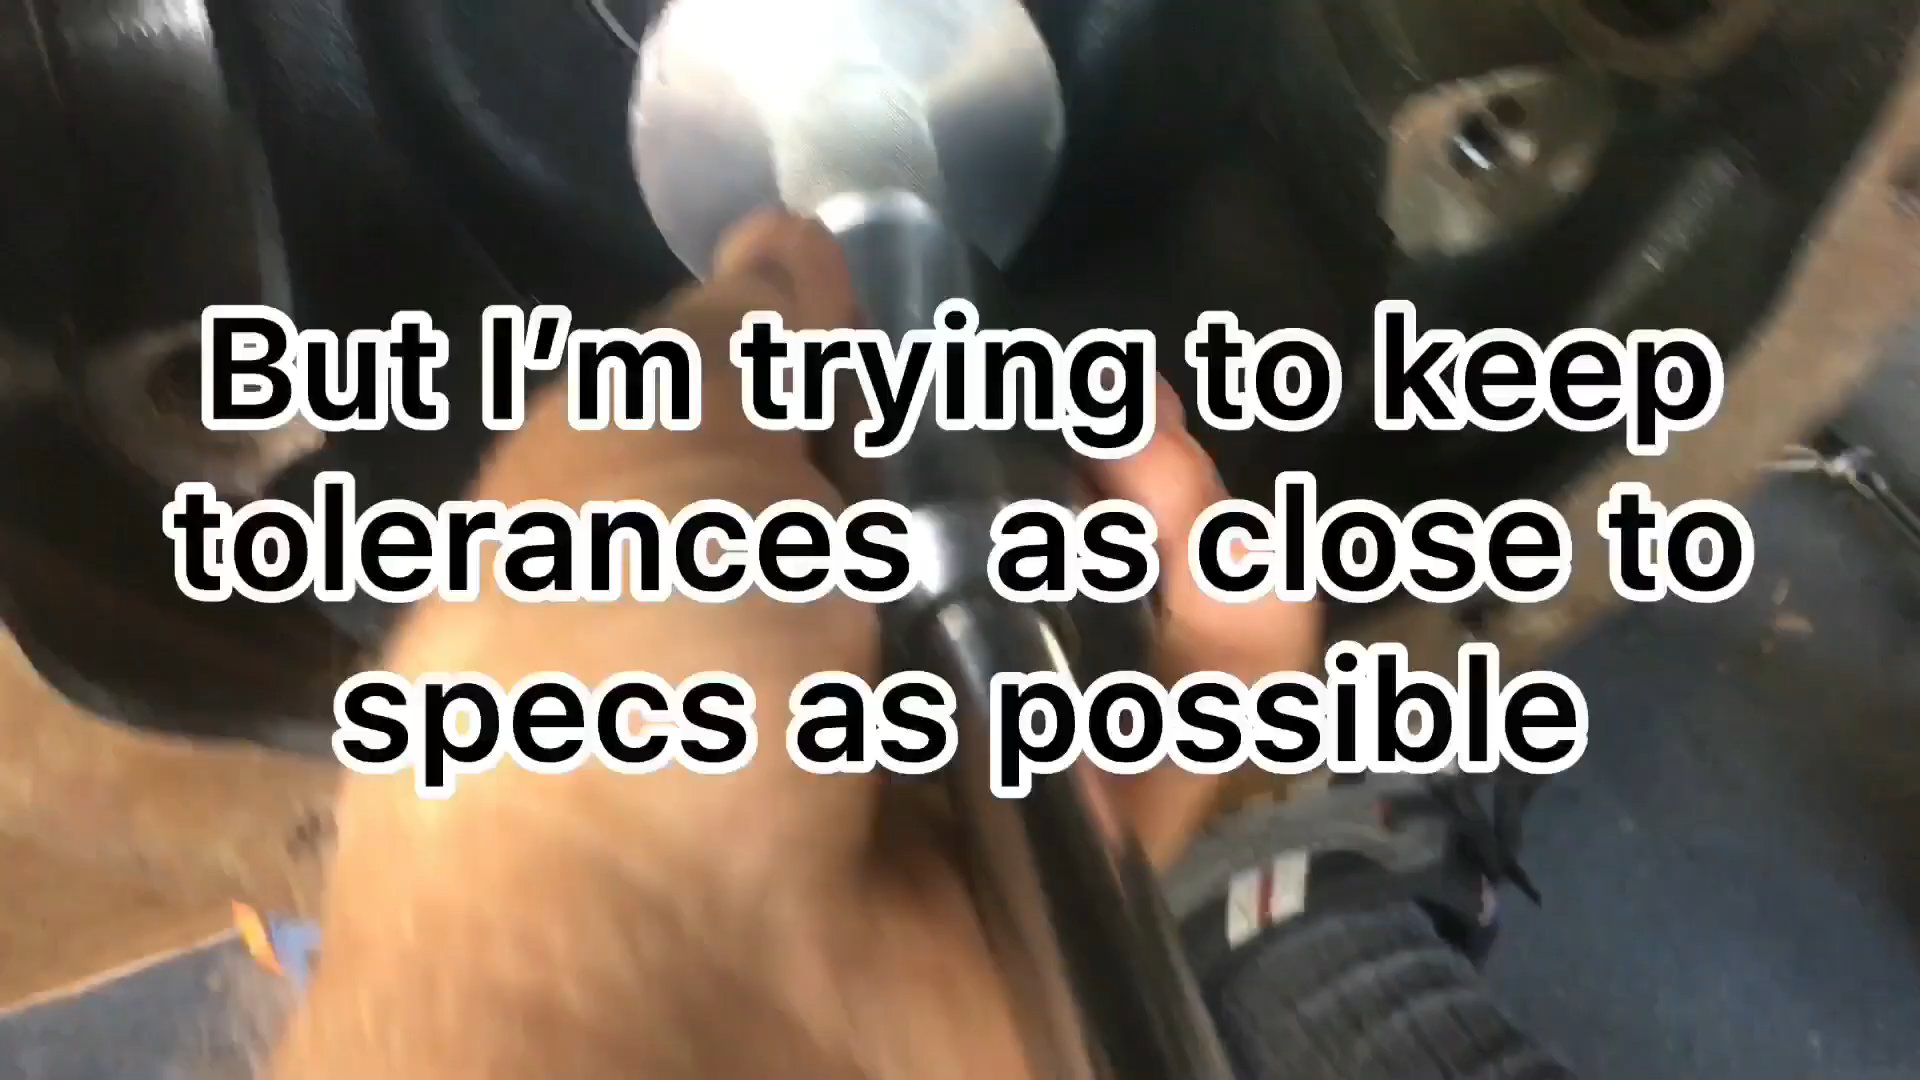 But I’m trying to keep
tolerances  as close to
specs as possible